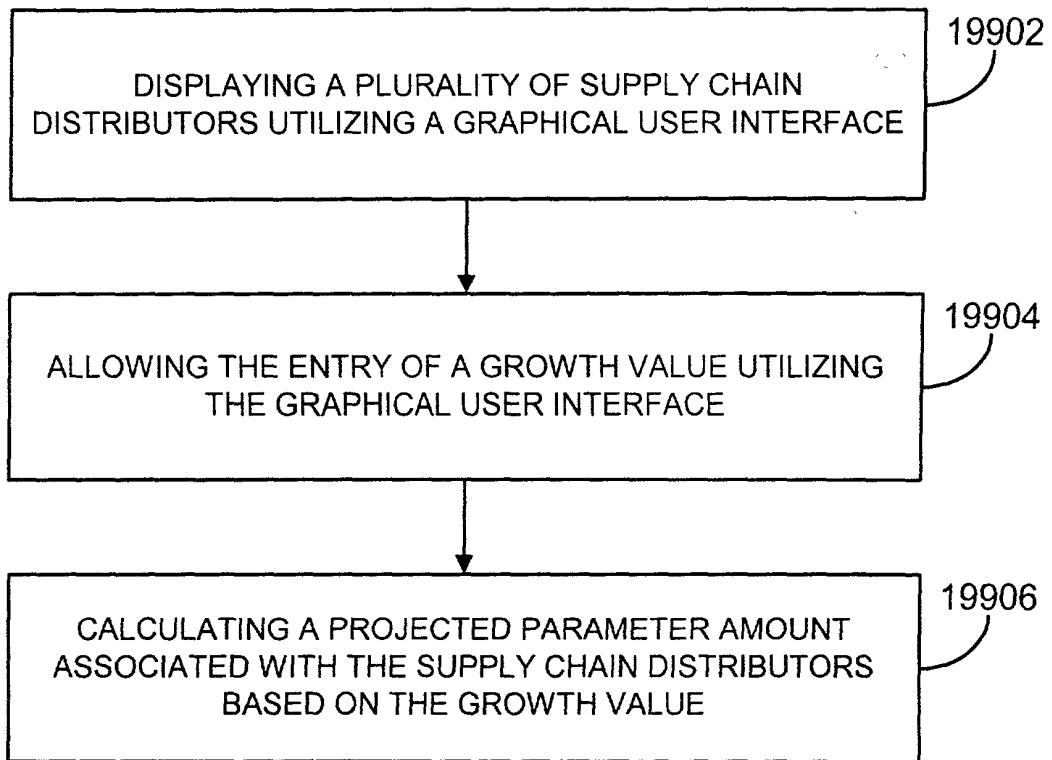 19902
DISPLAYING A PLURALITY OF SUPPLY CHAIN
DISTRIBUTORS UTILIZING A GRAPHICAL USER INTERFACE
19904
ALLOWING THE ENTRY OF A GROWTH VALUE UTILIZING
THE GRAPHICAL USER INTERFACE
19906
CALCULATING A PROJECTED PARAMETER AMOUNT
ASSOCIATED WITH THE SUPPLY CHAIN DISTRIBUTORS
BASED ON THE GROWTH VALUE